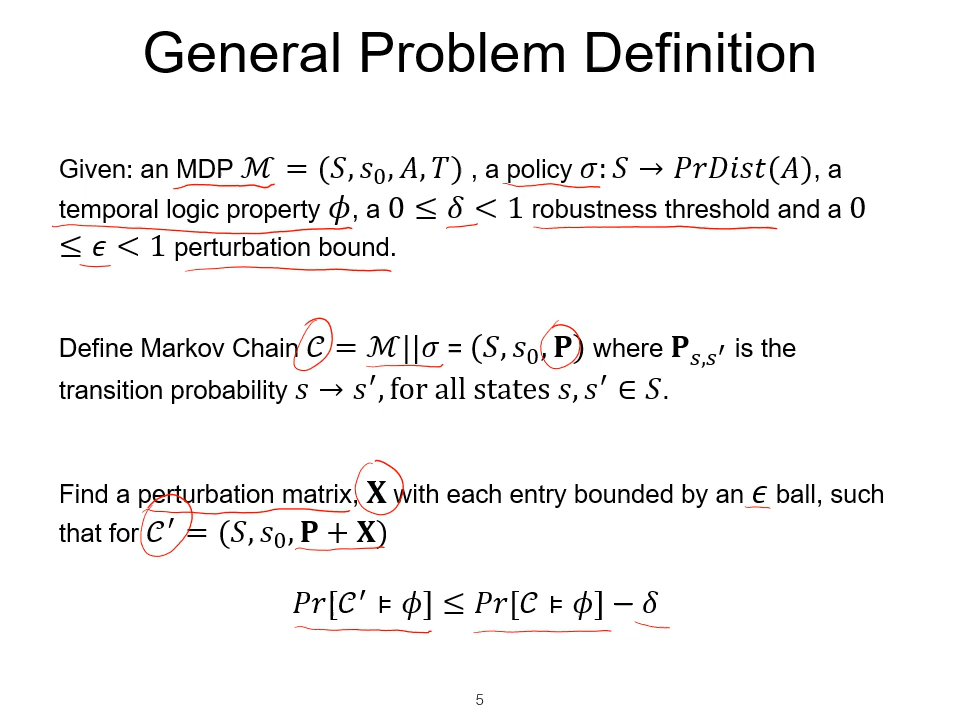 General Problem Definition
Given: an MDP ℳ = (S, s₀, A, T) , a policy σ: S → PrDist(A), a
temporal logic property ϕ, a 0 ≤ δ < 1 robustness threshold and a 0
≤ ϵ < 1 perturbation bound.
Define Markov Chain 𝒞 = ℳ||σ = (S, s₀, 𝐏) where 𝐏ₛ,ₛ′ is the
transition probability s → s′, for all states s, s′ ∈ S.
Find a perturbation matrix, 𝐗 with each entry bounded by an ϵ ball, such
that for 𝒞′ = (S, s₀, 𝐏 + 𝐗)
Pr[𝒞′ ⊧ ϕ] ≤ Pr[𝒞 ⊧ ϕ] − δ
5